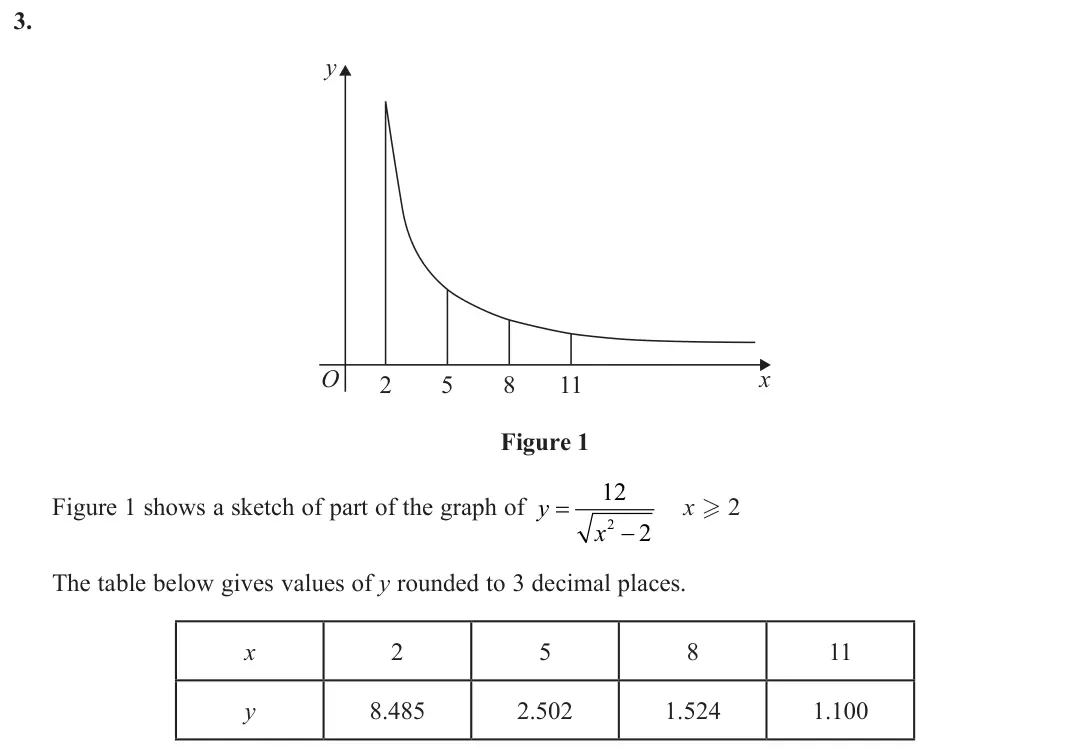 3.
y
O 2 5 8 11 x
Figure 1
Figure 1 shows a sketch of part of the graph of y = 12/√(x² − 2) x ⩾ 2
The table below gives values of y rounded to 3 decimal places.
x 2 5 8 11
y 8.485 2.502 1.524 1.100